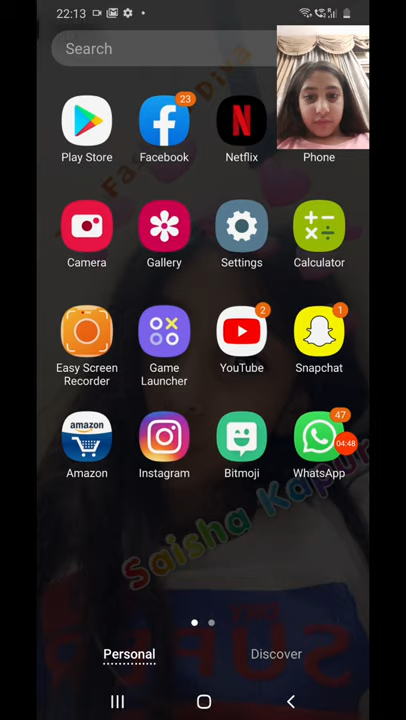 22:13
Search
23
Play Store
Facebook
Netflix
Phone
Camera
Gallery
Settings
Calculator
2
1
Easy Screen
Recorder
Game
Launcher
YouTube
Snapchat
47
amazon
04:48
Amazon
Instagram
Bitmoji
WhatsApp
Saisha Kapur
Personal
Discover